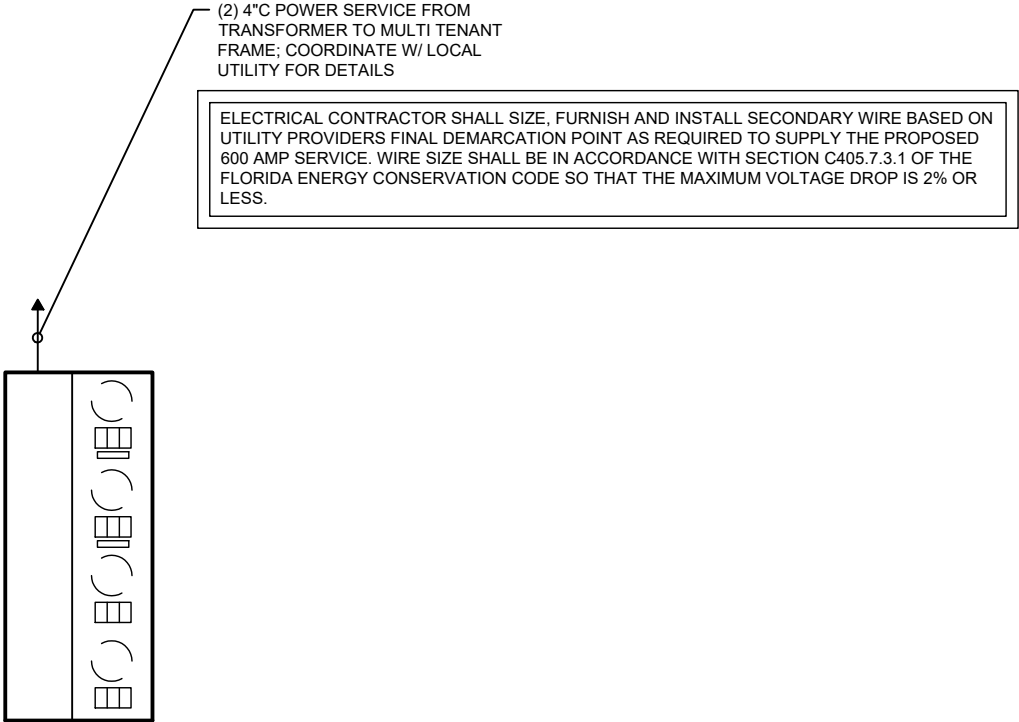 (2) 4"C POWER SERVICE FROM
TRANSFORMER TO MULTI TENANT
FRAME; COORDINATE W/ LOCAL
UTILITY FOR DETAILS
ELECTRICAL CONTRACTOR SHALL SIZE, FURNISH AND INSTALL SECONDARY WIRE BASED ON
UTILITY PROVIDERS FINAL DEMARCATION POINT AS REQUIRED TO SUPPLY THE PROPOSED
600 AMP SERVICE. WIRE SIZE SHALL BE IN ACCORDANCE WITH SECTION C405.7.3.1 OF THE
FLORIDA ENERGY CONSERVATION CODE SO THAT THE MAXIMUM VOLTAGE DROP IS 2% OR
LESS.